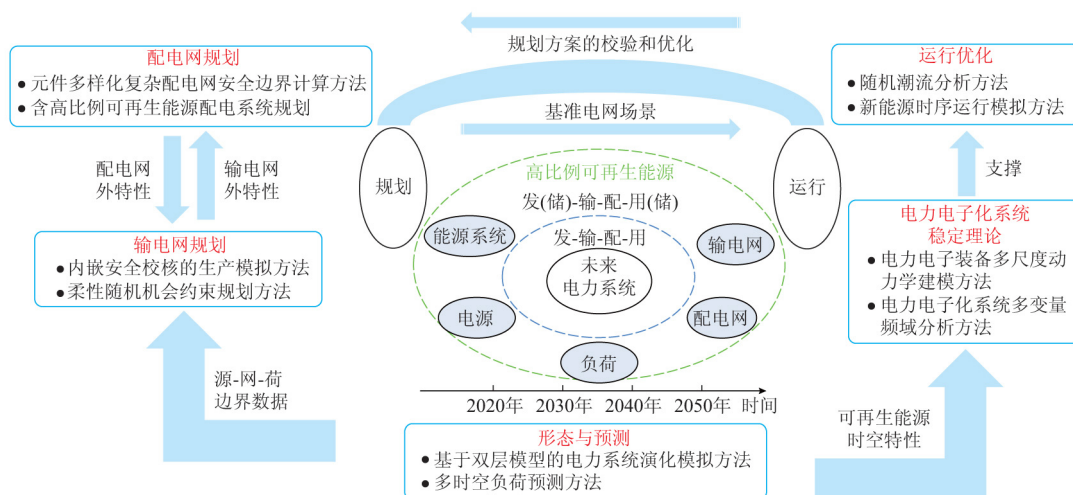 规划方案的校验和优化
基准电网场景
配电网规划
● 元件多样化复杂配电网安全边界计算方法
● 含高比例可再生能源配电系统规划
配电网
外特性
输电网
外特性
输电网规划
● 内嵌安全校核的生产模拟方法
● 柔性随机机会约束规划方法
源-网-荷
边界数据
规划
运行
高比例可再生能源
发(储)-输-配-用(储)
发-输-配-用
未来
电力系统
能源系统
输电网
电源
配电网
负荷
2020年
2030年
2040年
2050年
时间
形态与预测
● 基于双层模型的电力系统演化模拟方法
● 多时空负荷预测方法
运行优化
● 随机潮流分析方法
● 新能源时序运行模拟方法
支撑
电力电子化系统
稳定理论
● 电力电子装备多尺度动
力学建模方法
● 电力电子化系统多变量
频域分析方法
可再生能源
时空特性